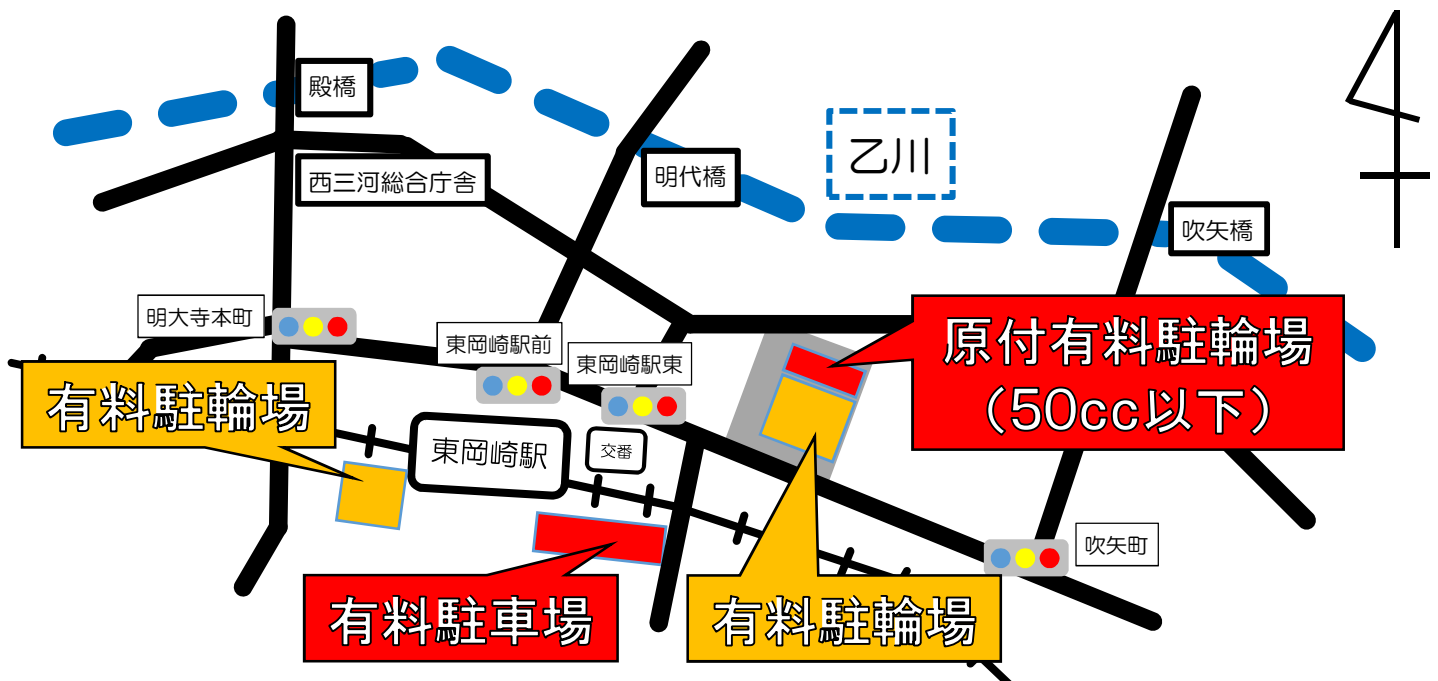 殿橋
西三河総合庁舎
明代橋
乙川
吹矢橋
明大寺本町
東岡崎駅前
東岡崎駅東
原付有料駐輪場
(50cc以下)
有料駐輪場
東岡崎駅
交番
吹矢町
有料駐車場
有料駐輪場